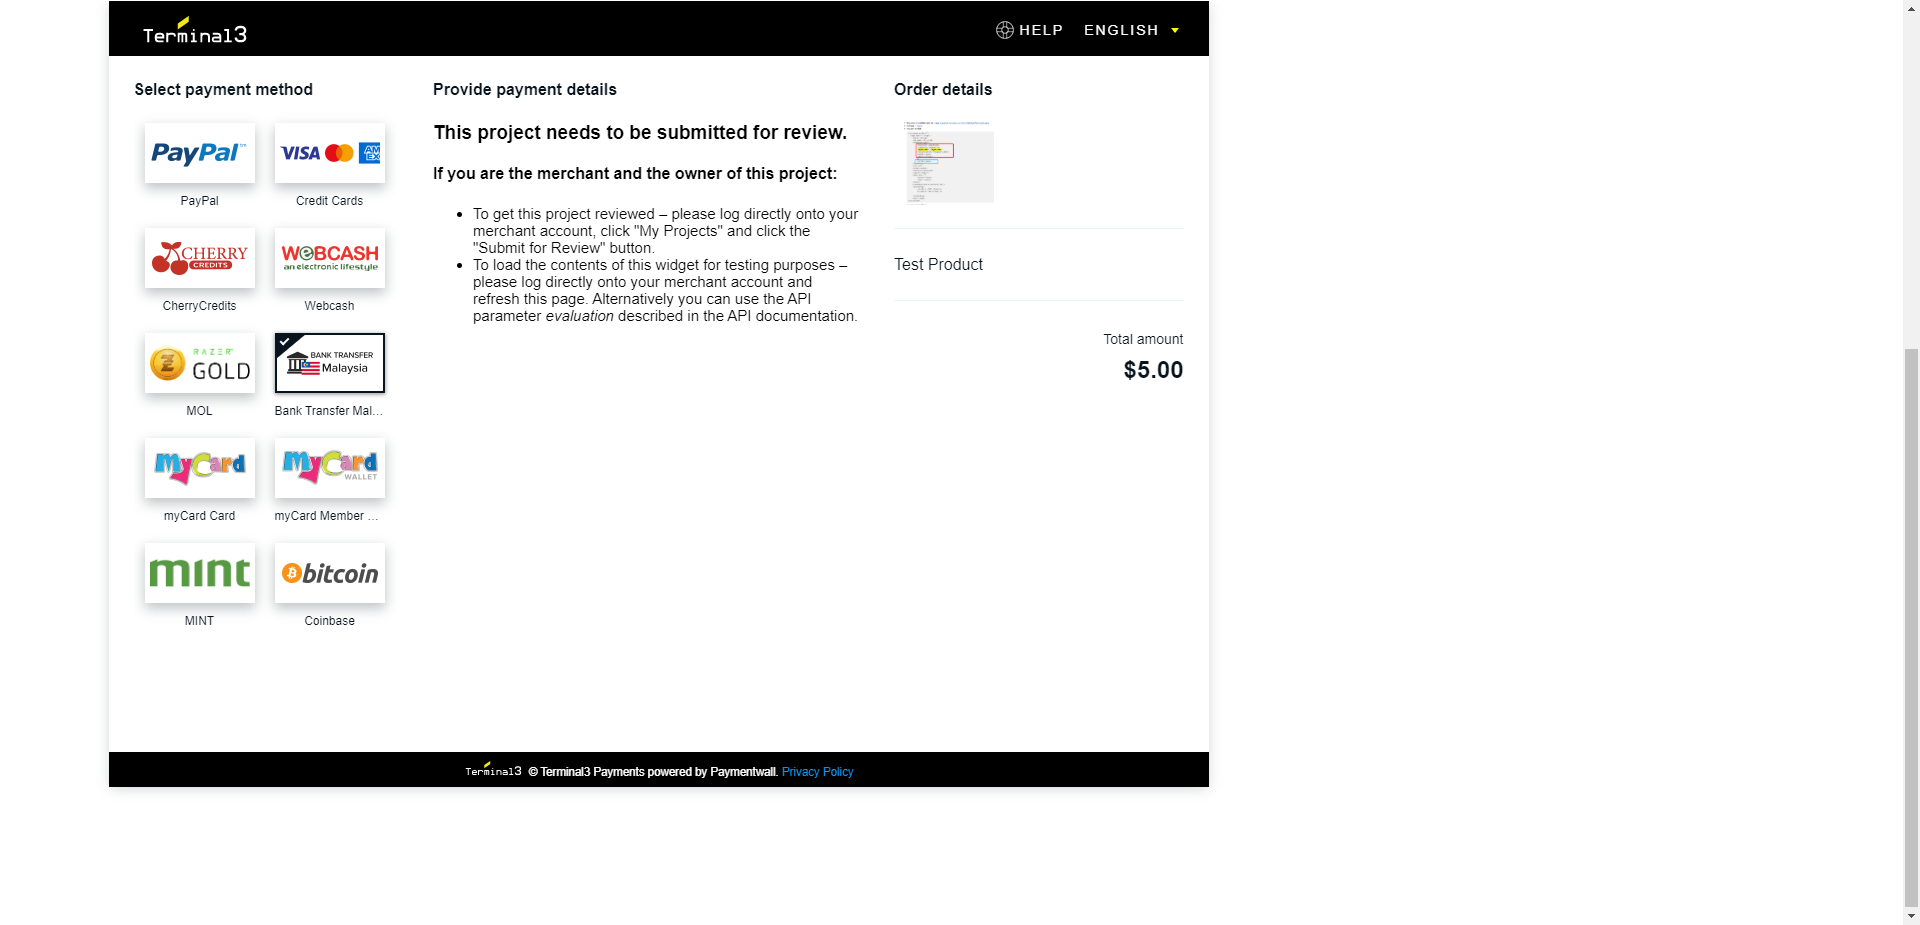 Terminal3
HELP ENGLISH
Select payment method
PayPal™
VISA AM EX
PayPal
Credit Cards
CHERRY
CREDITS
WEBCASH
an electronic lifestyle
CherryCredits
Webcash
RAZER
GOLD
BANK TRANSFER
Malaysia
MOL
Bank Transfer Mal...
MyCard
MyCard
WALLET
myCard Card
myCard Member ...
mint
bitcoin
MINT
Coinbase
Provide payment details
This project needs to be submitted for review.
If you are the merchant and the owner of this project:
• To get this project reviewed – please log directly onto your
merchant account, click "My Projects" and click the
"Submit for Review" button.
• To load the contents of this widget for testing purposes –
please log directly onto your merchant account and
refresh this page. Alternatively you can use the API
parameter evaluation described in the API documentation.
Order details
Test Product
Total amount
$5.00
Terminal3 © Terminal3 Payments powered by Paymentwall. Privacy Policy